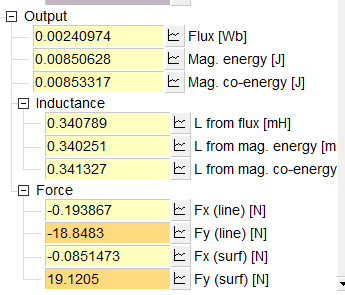 Output
0.00240974 Flux [Wb]
0.00850628 Mag. energy [J]
0.00853317 Mag. co-energy [J]
Inductance
0.340789 L from flux [mH]
0.340251 L from mag. energy [m
0.341327 L from mag. co-energy
Force
-0.193867 Fx (line) [N]
-18.8483 Fy (line) [N]
-0.0851473 Fx (surf) [N]
19.1205 Fy (surf) [N]